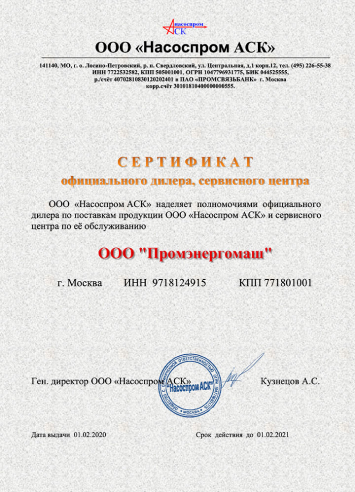 Насоспром
АСК
ООО «Насоспром АСК»
141140, МО, г. о. Лосино-Петровский, р. п. Свердловский, ул. Центральная, д.1 корп.12, тел. (495) 226-55-38
ИНН 7722532582, КПП 505001001, ОГРН 1047796931775, БИК 044525555,
р./счёт 40702810830120202401 в ПАО «ПРОМСВЯЗЬБАНК» г. Москва
корр.счёт 30101810400000000555.
СЕРТИФИКАТ
официального дилера, сервисного центра
ООО «Насоспром АСК» наделяет полномочиями официального
дилера по поставкам продукции ООО «Насоспром АСК» и сервисного
центра по её обслуживанию
ООО "Промэнергомаш"
г. Москва ИНН 9718124915 КПП 771801001
Ген. директор ООО «Насоспром АСК» Кузнецов А.С.
Насоспром АСК
Дата выдачи 01.02.2020 Срок действия до 01.02.2021